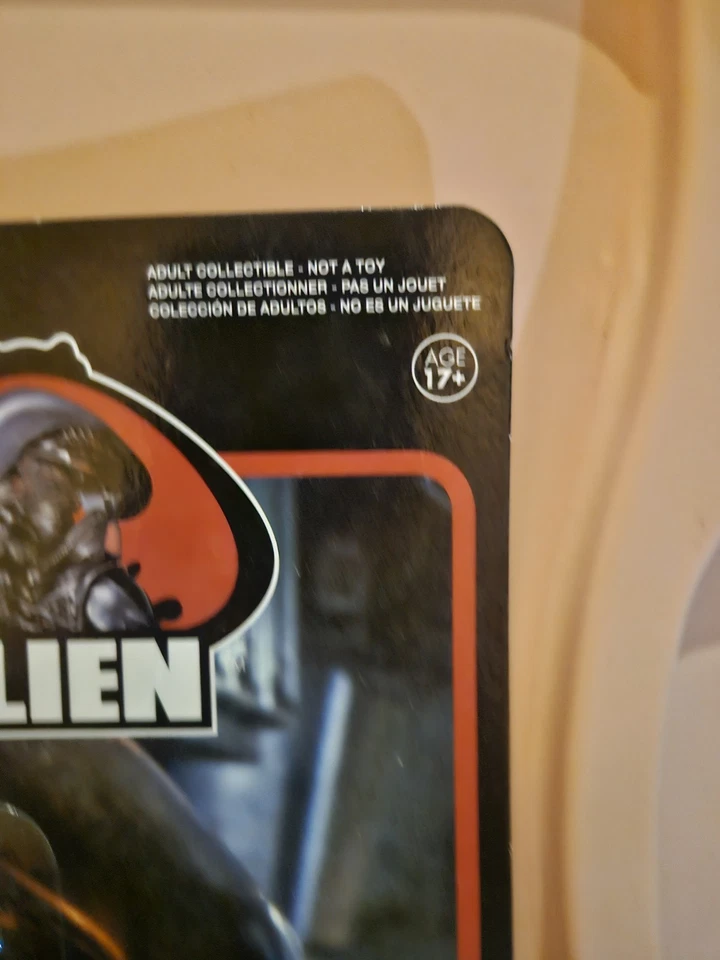 ADULT COLLECTIBLE - NOT A TOY
ADULTE COLLECTIONNER - PAS UN JOUET
COLECCIÓN DE ADULTOS - NO ES UN JUGUETE
AGE
17+
LIEN